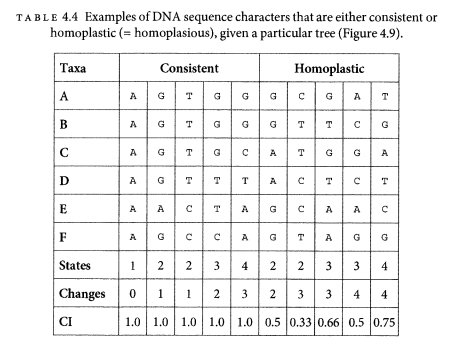 TABLE 4.4 Examples of DNA sequence characters that are either consistent or
homoplastic (= homoplasious), given a particular tree (Figure 4.9).
Taxa Consistent Homoplastic
A A G T G G G C G A T
B A G T G G G T T C G
C A G T G C A T G G A
D A G T T T A C T C T
E A A C T A G C A A C
F A G C C A G T A G G
States 1 2 2 3 4 2 2 3 3 4
Changes 0 1 1 2 3 2 3 3 4 4
CI 1.0 1.0 1.0 1.0 1.0 0.5 0.33 0.66 0.5 0.75